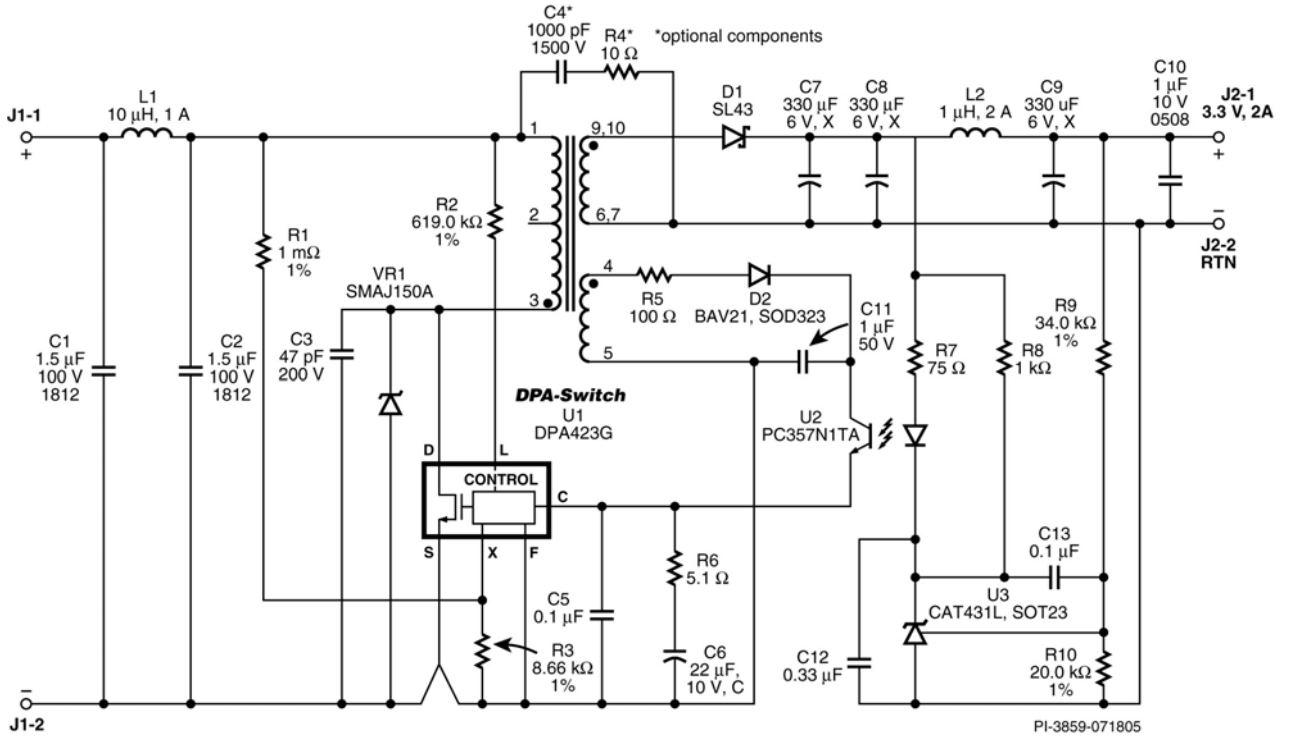 C4*
1000 pF
1500 V
R4*
10 Ω
*optional components
L1
10 µH, 1 A
J1-1
+
D1
SL43
C7
330 µF
6 V, X
C8
330 µF
6 V, X
L2
1 µH, 2 A
C9
330 uF
6 V, X
C10
1 µF
10 V
0508
J2-1
3.3 V, 2A
+
1
9,10
2
6,7
3
4
5
–
J2-2
RTN
R1
1 mΩ
1%
R2
619.0 kΩ
1%
VR1
SMAJ150A
R5
100 Ω
D2
BAV21, SOD323
C11
1 µF
50 V
R7
75 Ω
R8
1 kΩ
R9
34.0 kΩ
1%
C1
1.5 µF
100 V
1812
C2
1.5 µF
100 V
1812
C3
47 pF
200 V
DPA-Switch
U1
DPA423G
U2
PC357N1TA
D
L
CONTROL
C
S
X
F
C13
0.1 µF
R6
5.1 Ω
U3
CAT431L, SOT23
C5
0.1 µF
R3
8.66 kΩ
1%
C6
22 µF,
10 V, C
C12
0.33 µF
R10
20.0 kΩ
1%
–
J1-2
PI-3859-071805